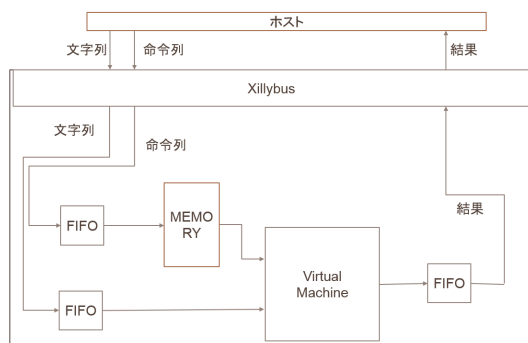 ホスト
文字列
命令列
結果
Xillybus
文字列
命令列
結果
FIFO
MEMO
RY
Virtual
Machine
FIFO
FIFO